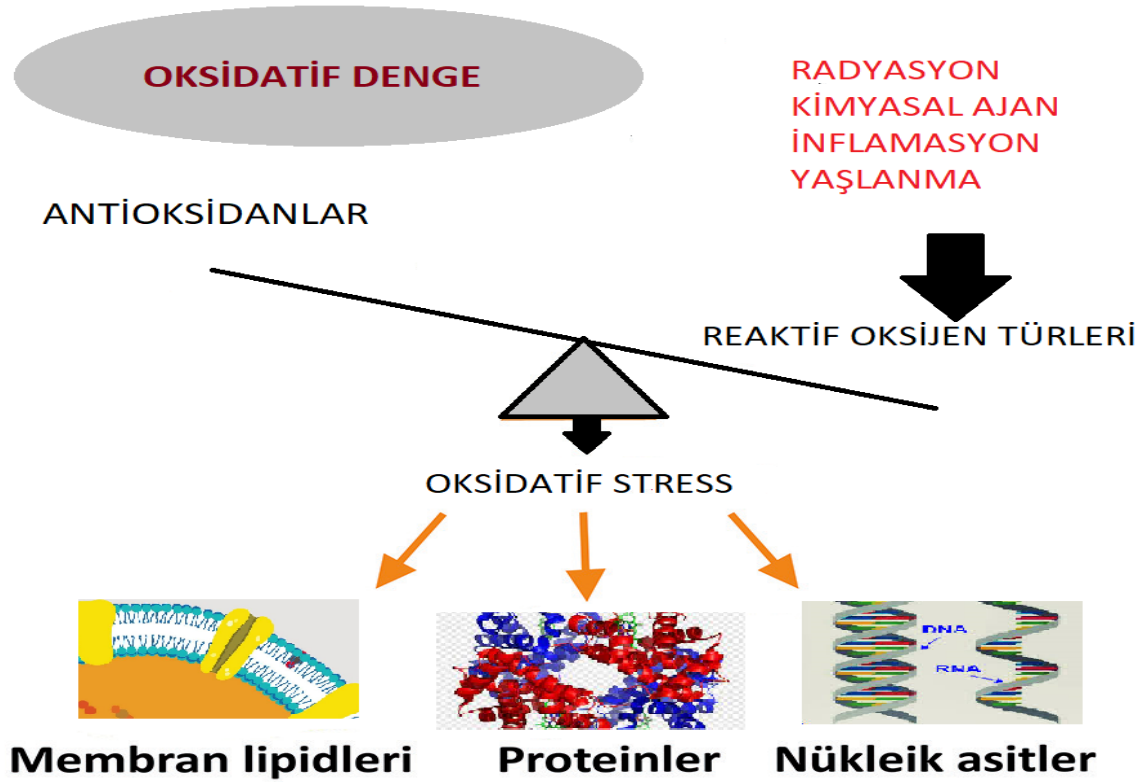 OKSİDATİF DENGE
RADYASYON
KİMYASAL AJAN
İNFLAMASYON
YAŞLANMA
ANTİOKSİDANLAR
REAKTİF OKSİJEN TÜRLERİ
OKSİDATİF STRESS
DNA
RNA
Membran lipidleri
Proteinler
Nükleik asitler